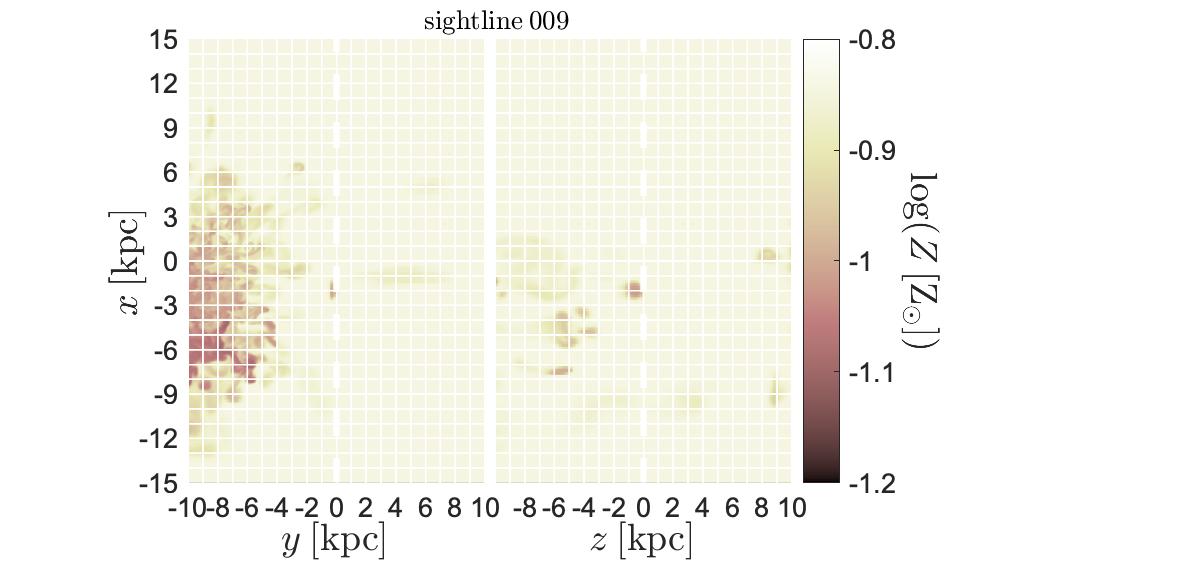 sightline 009
15
12
9
6
3
0
-3
-6
-9
-12
-15
x [kpc]
-10 -8 -6 -4 -2 0 2 4 6 8 10
y [kpc]
-8 -6 -4 -2 0 2 4 6 8 10
z [kpc]
-0.8
-0.9
-1
-1.1
-1.2
log(Z [Z⊙])